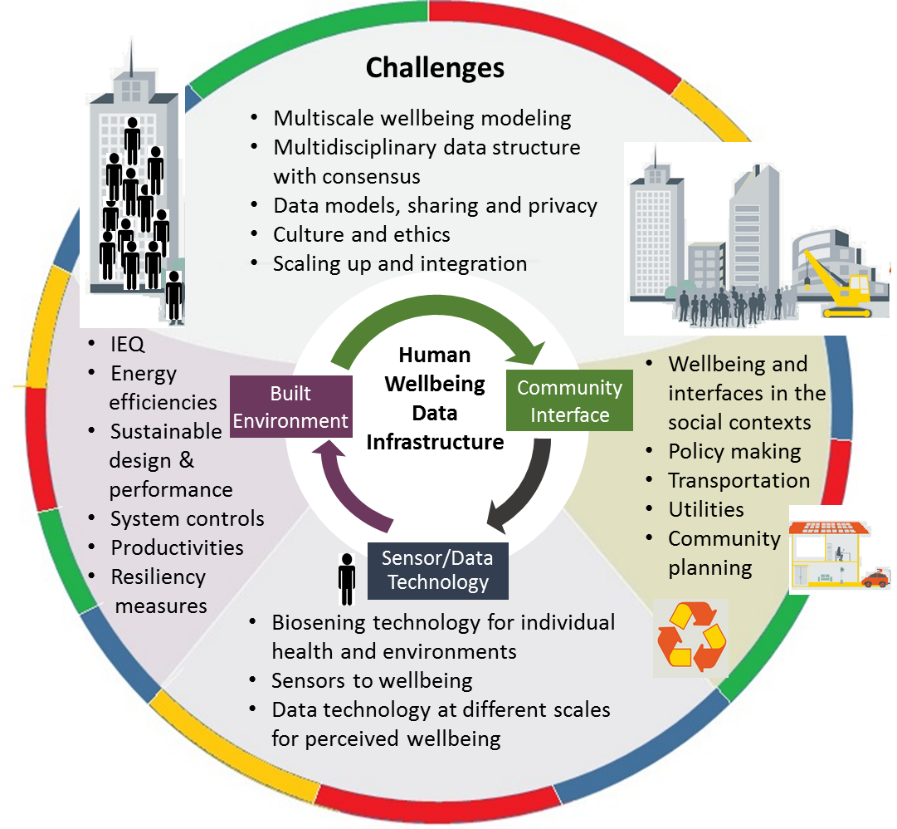 Challenges
• Multiscale wellbeing modeling
• Multidisciplinary data structure
with consensus
• Data models, sharing and privacy
• Culture and ethics
• Scaling up and integration
Human
Wellbeing
Data
Infrastructure
Built
Environment
Community
Interface
Sensor/Data
Technology
• IEQ
• Energy
efficiencies
• Sustainable
design &
performance
• System controls
• Productivities
• Resiliency
measures
• Wellbeing and
interfaces in the
social contexts
• Policy making
• Transportation
• Utilities
• Community
planning
• Biosening technology for individual
health and environments
• Sensors to wellbeing
• Data technology at different scales
for perceived wellbeing